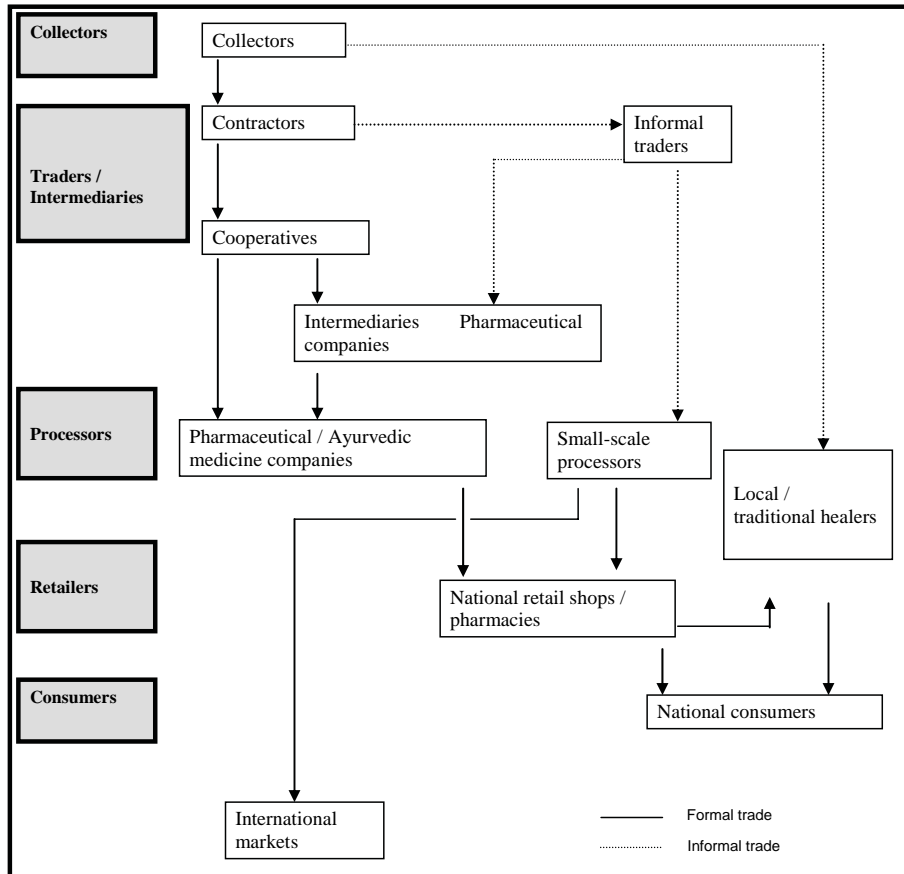 Collectors
Collectors
Contractors
Informal
traders
Traders /
Intermediaries
Cooperatives
Intermediaries Pharmaceutical
companies
Processors
Pharmaceutical / Ayurvedic
medicine companies
Small-scale
processors
Local /
traditional healers
Retailers
National retail shops /
pharmacies
Consumers
National consumers
International
markets
Formal trade
Informal trade